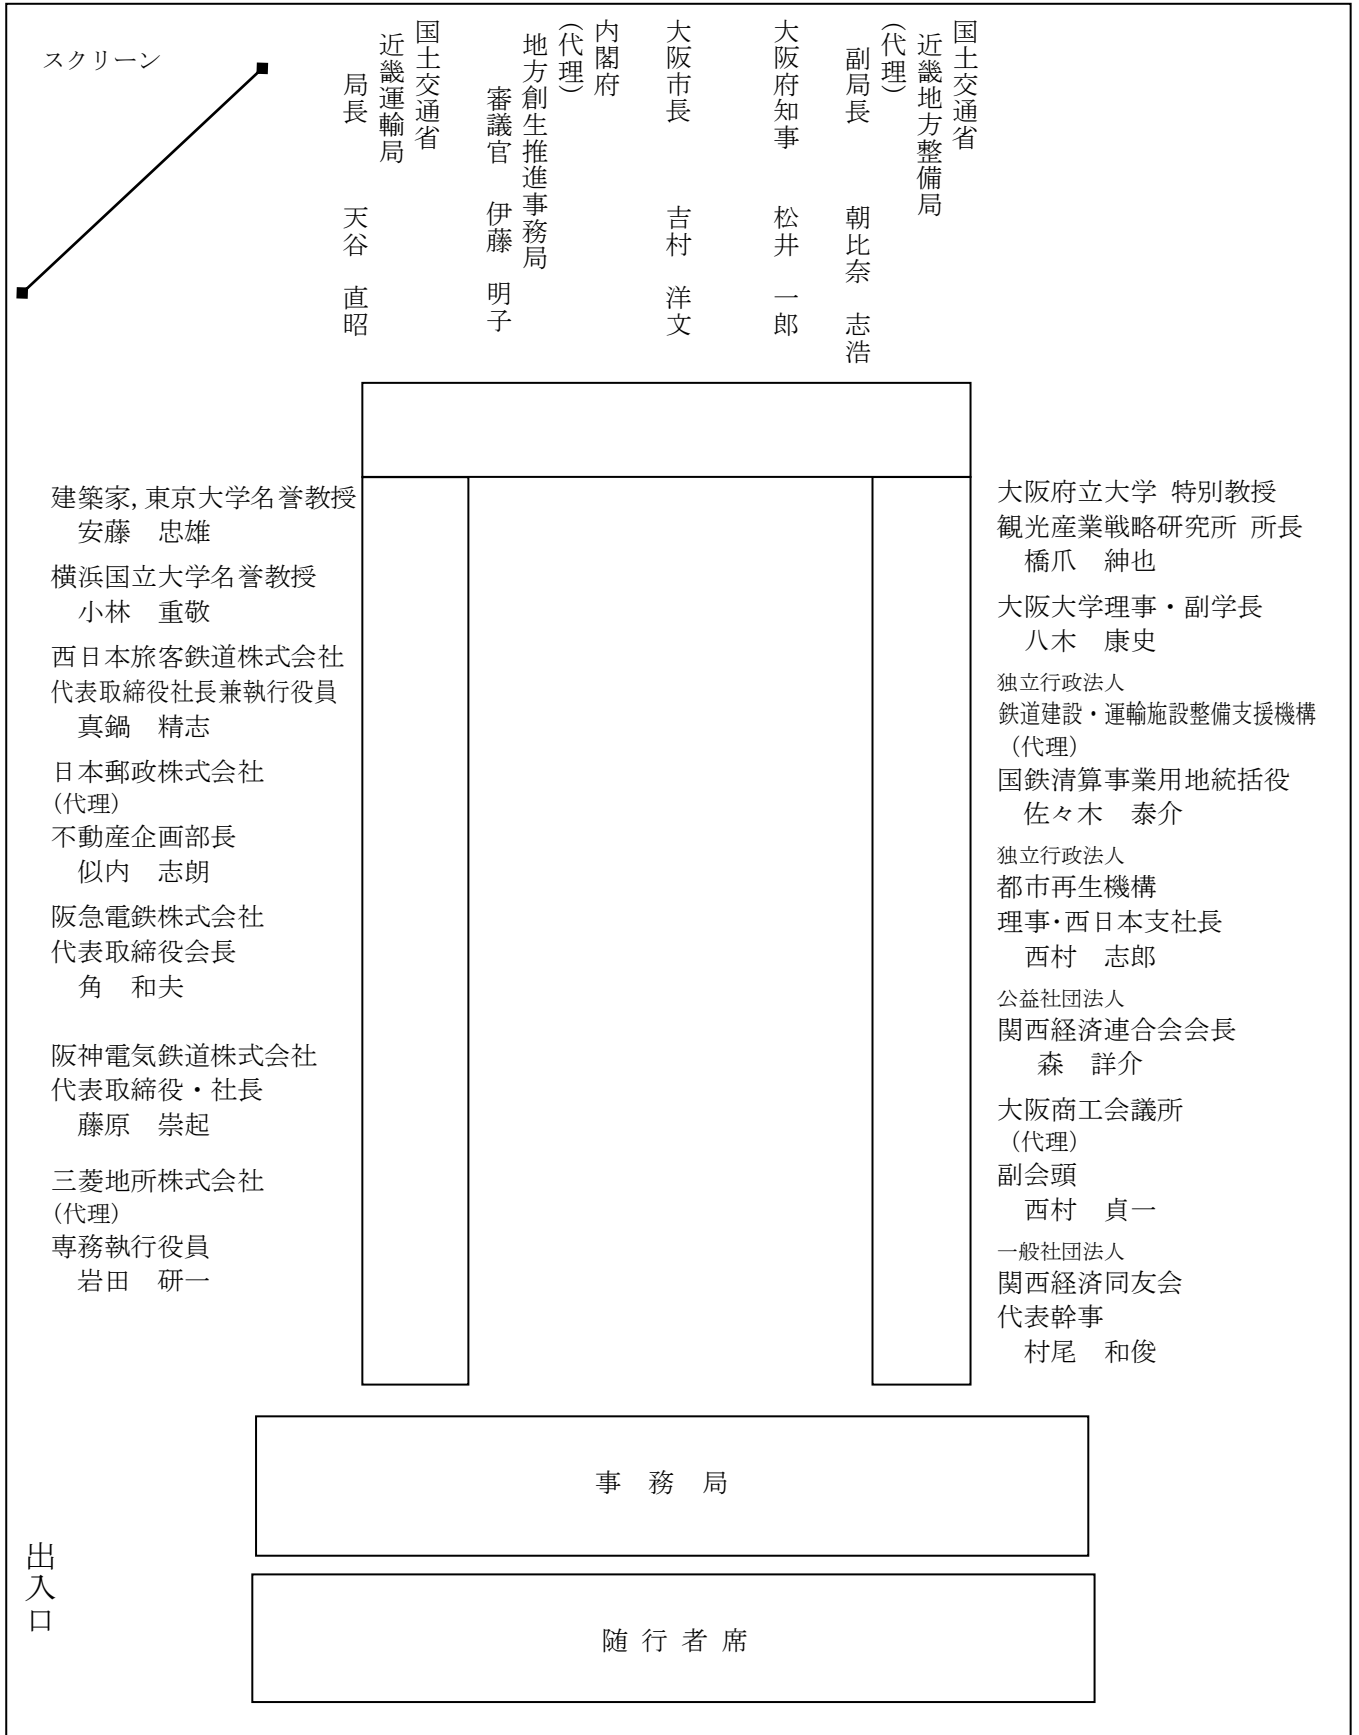 スクリーン
国土交通省
近畿地方整備局
(代理)
副局長　朝比奈　志浩
大阪府知事　松井　一郎
大阪市長　吉村　洋文
内閣府
(代理)
地方創生推進事務局
審議官　伊藤　明子
国土交通省
近畿運輸局
局長　天谷　直昭
建築家, 東京大学名誉教授
安藤　忠雄
横浜国立大学名誉教授
小林　重敬
西日本旅客鉄道株式会社
代表取締役社長兼執行役員
真鍋　精志
日本郵政株式会社
(代理)
不動産企画部長
似内　志朗
阪急電鉄株式会社
代表取締役会長
角　和夫
阪神電気鉄道株式会社
代表取締役・社長
藤原　崇起
三菱地所株式会社
(代理)
専務執行役員
岩田　研一
大阪府立大学 特別教授
観光産業戦略研究所 所長
橋爪　紳也
大阪大学理事・副学長
八木　康史
独立行政法人
鉄道建設・運輸施設整備支援機構
(代理)
国鉄清算事業用地統括役
佐々木　泰介
独立行政法人
都市再生機構
理事・西日本支社長
西村　志郎
公益社団法人
関西経済連合会会長
森　詳介
大阪商工会議所
(代理)
副会頭
西村　貞一
一般社団法人
関西経済同友会
代表幹事
村尾　和俊
事　務　局
出入口
随 行 者 席